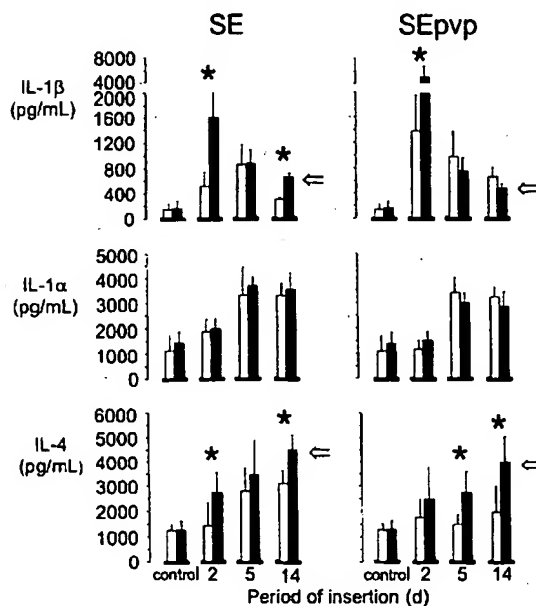 SE SEpvp
IL-1β
(pg/mL)
8000
4000
2000
1600
1200
800
400
0
* * *
⇐ ⇐
IL-1α
(pg/mL)
5000
4000
3000
2000
1000
0
IL-4
(pg/mL)
6000
5000
4000
3000
2000
1000
0
* * * *
⇐ ⇐
control 2 5 14 control 2 5 14
Period of insertion (d)